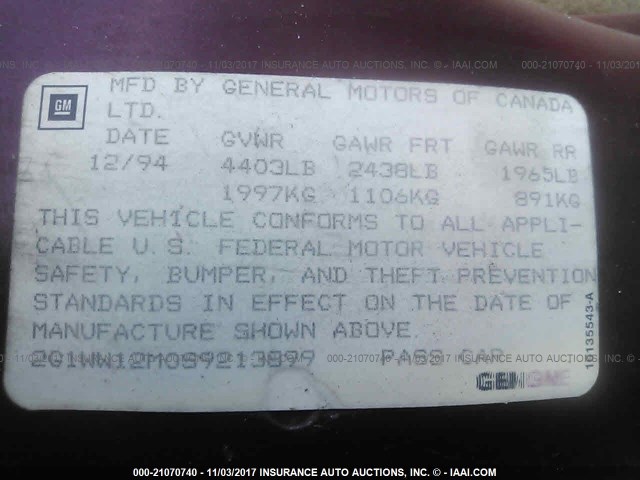 000-21070740 - 11/03/2017 INSURANCE AUTO AUCTIONS, INC. © - IAAI.COM
MFD BY GENERAL MOTORS OF CANADA
GM
LTD.
DATE GVWR GAWR FRT GAWR RR
12/94 4403LB 2438LB 1965LB
1997KG 1106KG 891KG
THIS VEHICLE CONFORMS TO ALL APPLI-
CABLE U.S. FEDERAL MOTOR VEHICLE
SAFETY, BUMPER, AND THEFT PREVENTION
STANDARDS IN EFFECT ON THE DATE OF
MANUFACTURE SHOWN ABOVE.
2G1WW12M0S9213899 PASS CAR
10135543-A
000-21070740 - 11/03/2017 INSURANCE AUTO AUCTIONS, INC. © - IAAI.COM